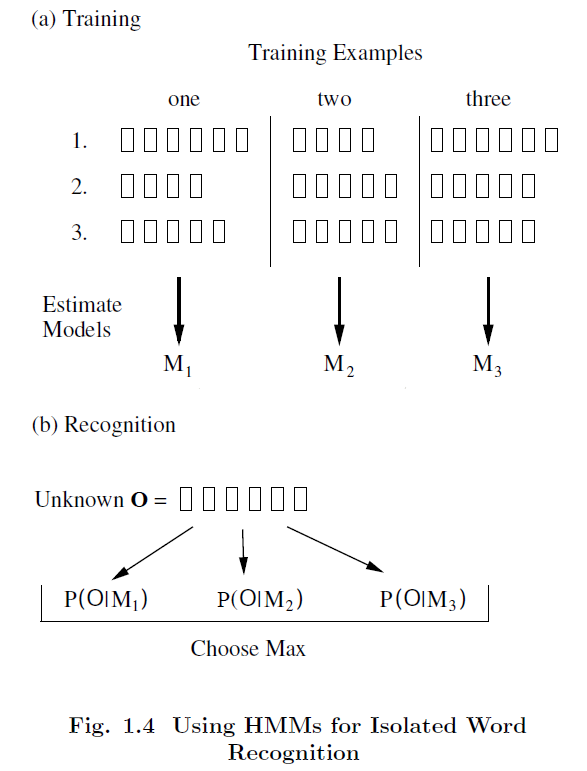 (a) Training
Training Examples
one two three
1.
2.
3.
Estimate
Models
M₁ M₂ M₃
(b) Recognition
Unknown O =
P(O|M₁) P(O|M₂) P(O|M₃)
Choose Max
Fig. 1.4 Using HMMs for Isolated Word
Recognition